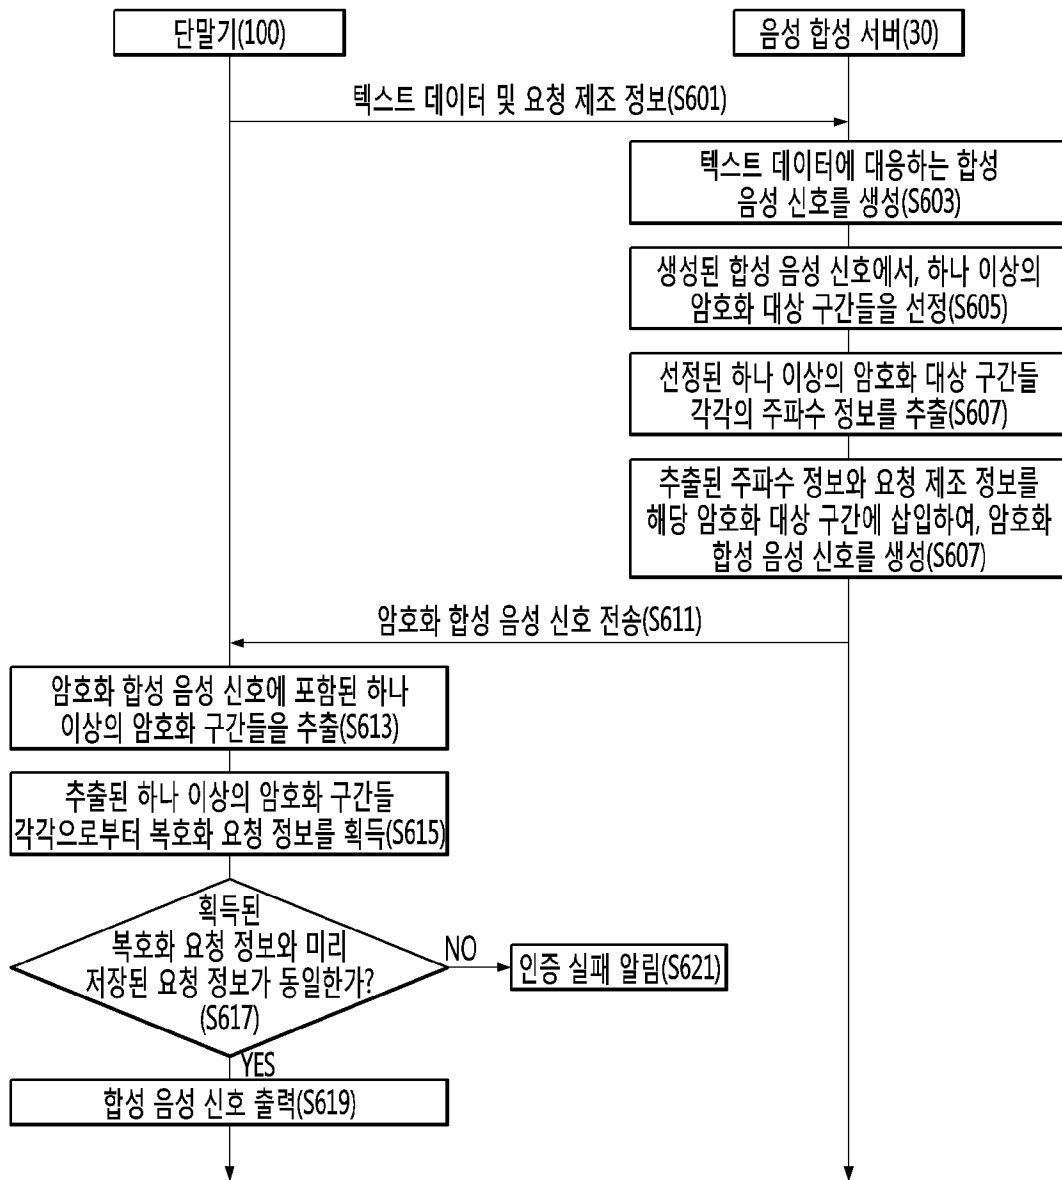 단말기(100)
음성 합성 서버(30)
텍스트 데이터 및 요청 제조 정보(S601)
텍스트 데이터에 대응하는 합성
음성 신호를 생성(S603)
생성된 합성 음성 신호에서, 하나 이상의
암호화 대상 구간들을 선정(S605)
선정된 하나 이상의 암호화 대상 구간들
각각의 주파수 정보를 추출(S607)
추출된 주파수 정보와 요청 제조 정보를
해당 암호화 대상 구간에 삽입하여, 암호화
합성 음성 신호를 생성(S607)
암호화 합성 음성 신호 전송(S611)
암호화 합성 음성 신호에 포함된 하나
이상의 암호화 구간들을 추출(S613)
추출된 하나 이상의 암호화 구간들
각각으로부터 복호화 요청 정보를 획득(S615)
획득된
복호화 요청 정보와 미리
저장된 요청 정보가 동일한가?
(S617)
NO
인증 실패 알림(S621)
YES
합성 음성 신호 출력(S619)